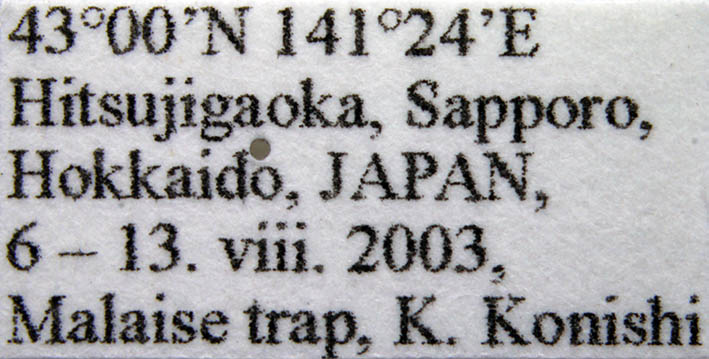 43°00’N 141°24’E
Hitsujigaoka, Sapporo,
Hokkaido, JAPAN,
6 – 13. viii. 2003,
Malaise trap, K. Konishi